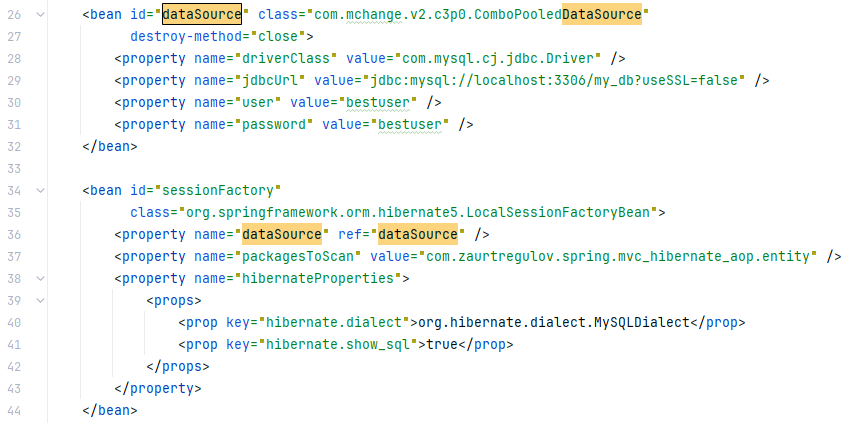 26 <bean id="dataSource" class="com.mchange.v2.c3p0.ComboPooledDataSource"
27 destroy-method="close">
28 <property name="driverClass" value="com.mysql.cj.jdbc.Driver" />
29 <property name="jdbcUrl" value="jdbc:mysql://localhost:3306/my_db?useSSL=false" />
30 <property name="user" value="bestuser" />
31 <property name="password" value="bestuser" />
32 </bean>
33
34 <bean id="sessionFactory"
35 class="org.springframework.orm.hibernate5.LocalSessionFactoryBean">
36 <property name="dataSource" ref="dataSource" />
37 <property name="packagesToScan" value="com.zaurtregulov.spring.mvc_hibernate_aop.entity" />
38 <property name="hibernateProperties">
39 <props>
40 <prop key="hibernate.dialect">org.hibernate.dialect.MySQLDialect</prop>
41 <prop key="hibernate.show_sql">true</prop>
42 </props>
43 </property>
44 </bean>